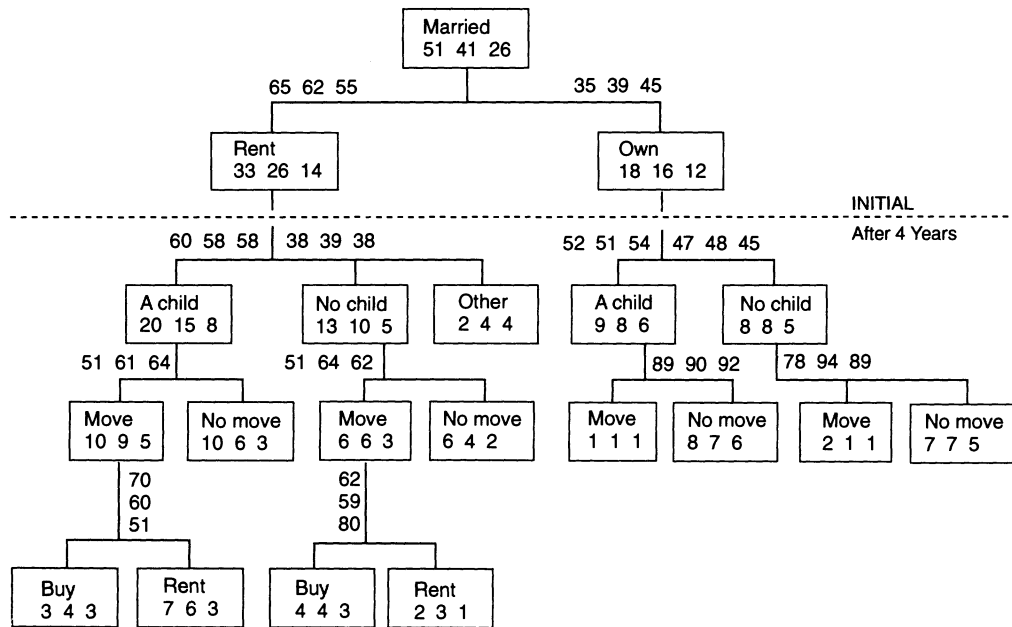 Married
51 41 26
65 62 55
35 39 45
Rent
33 26 14
Own
18 16 12
INITIAL
After 4 Years
60 58 58
38 39 38
52 51 54
47 48 45
A child
20 15 8
No child
13 10 5
Other
2 4 4
A child
9 8 6
No child
8 8 5
51 61 64
51 64 62
89 90 92
78 94 89
Move
10 9 5
No move
10 6 3
Move
6 6 3
No move
6 4 2
Move
1 1 1
No move
8 7 6
Move
2 1 1
No move
7 7 5
70
60
51
62
59
80
Buy
3 4 3
Rent
7 6 3
Buy
4 4 3
Rent
2 3 1